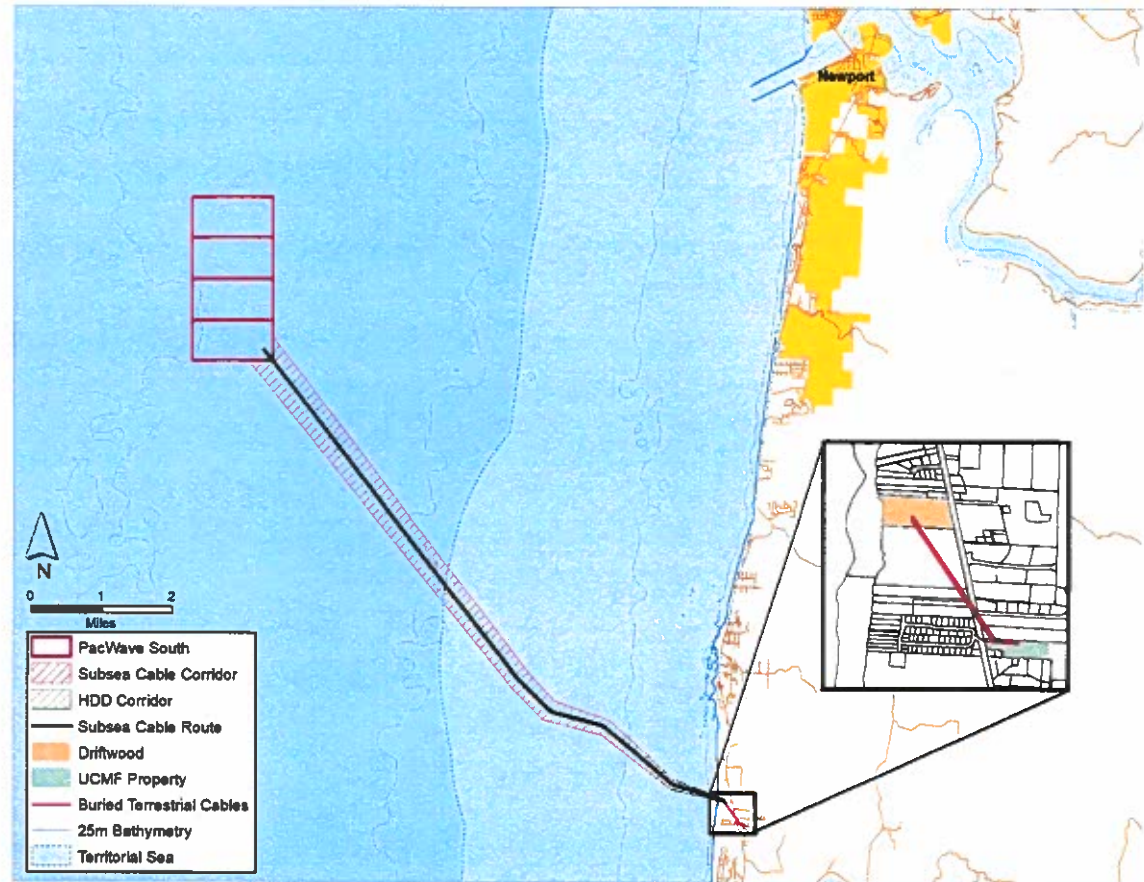 Newport
N
0 1 2
Miles
PacWave South
Subsea Cable Corridor
HDD Corridor
Subsea Cable Route
Driftwood
UCMF Property
Buried Terrestrial Cables
25m Bathymetry
Territorial Sea